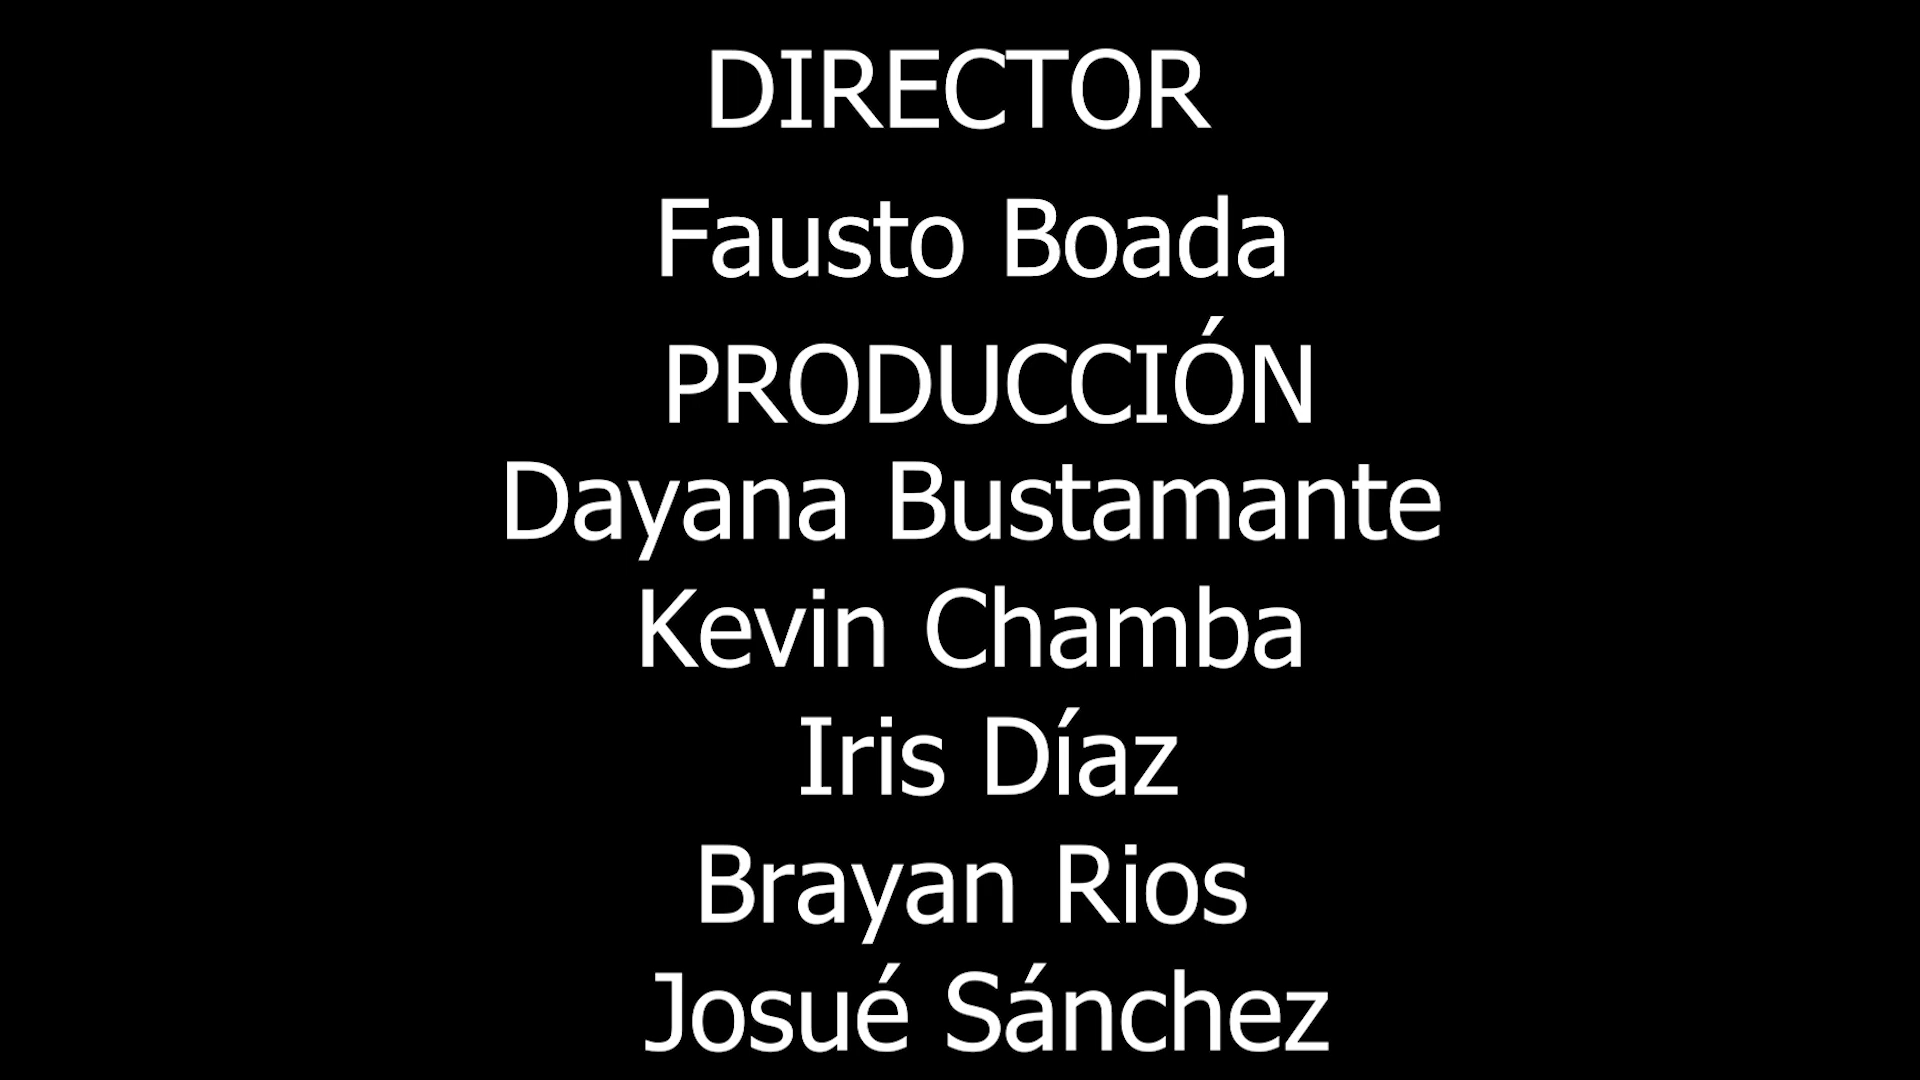 DIRECTOR
Fausto Boada
PRODUCCIÓN
Dayana Bustamante
Kevin Chamba
Iris Díaz
Brayan Rios
Josué Sánchez